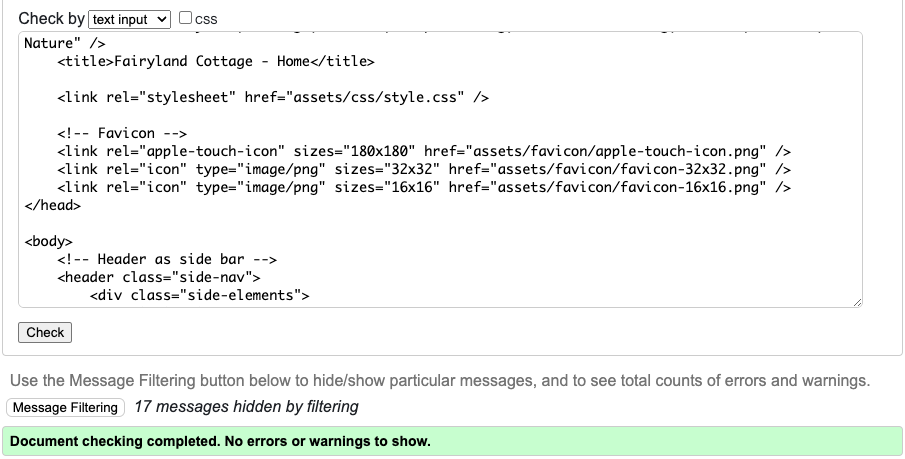 Check by text input css
Nature" />
<title>Fairyland Cottage - Home</title>
<link rel="stylesheet" href="assets/css/style.css" />
<!-- Favicon -->
<link rel="apple-touch-icon" sizes="180x180" href="assets/favicon/apple-touch-icon.png" />
<link rel="icon" type="image/png" sizes="32x32" href="assets/favicon/favicon-32x32.png" />
<link rel="icon" type="image/png" sizes="16x16" href="assets/favicon/favicon-16x16.png" />
</head>
<body>
<!-- Header as side bar -->
<header class="side-nav">
<div class="side-elements">
Check
Use the Message Filtering button below to hide/show particular messages, and to see total counts of errors and warnings.
Message Filtering 17 messages hidden by filtering
Document checking completed. No errors or warnings to show.